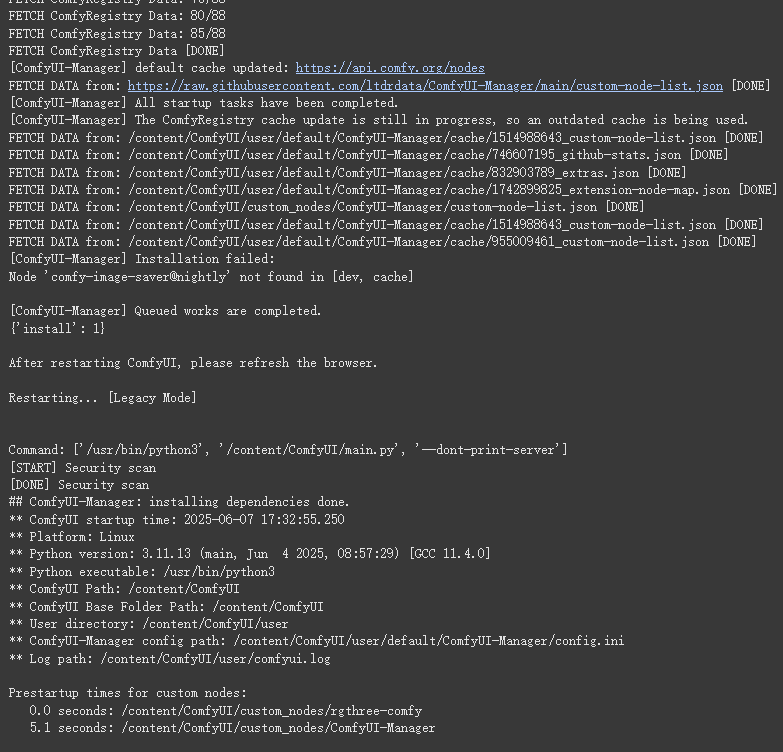 FETCH ComfyRegistry Data: 80/88
FETCH ComfyRegistry Data: 85/88
FETCH ComfyRegistry Data [DONE]
[ComfyUI-Manager] default cache updated: https://api.comfy.org/nodes
FETCH DATA from: https://raw.githubusercontent.com/ltdrdata/ComfyUI-Manager/main/custom-node-list.json [DONE]
[ComfyUI-Manager] All startup tasks have been completed.
[ComfyUI-Manager] The ComfyRegistry cache update is still in progress, so an outdated cache is being used.
FETCH DATA from: /content/ComfyUI/user/default/ComfyUI-Manager/cache/1514988643_custom-node-list.json [DONE]
FETCH DATA from: /content/ComfyUI/user/default/ComfyUI-Manager/cache/746607195_github-stats.json [DONE]
FETCH DATA from: /content/ComfyUI/user/default/ComfyUI-Manager/cache/832903789_extras.json [DONE]
FETCH DATA from: /content/ComfyUI/user/default/ComfyUI-Manager/cache/1742899825_extension-node-map.json [DONE]
FETCH DATA from: /content/ComfyUI/custom_nodes/ComfyUI-Manager/custom-node-list.json [DONE]
FETCH DATA from: /content/ComfyUI/user/default/ComfyUI-Manager/cache/1514988643_custom-node-list.json [DONE]
FETCH DATA from: /content/ComfyUI/user/default/ComfyUI-Manager/cache/955009461_custom-node-list.json [DONE]
[ComfyUI-Manager] Installation failed:
Node 'comfy-image-saver@nightly' not found in [dev, cache]
[ComfyUI-Manager] Queued works are completed.
{'install': 1}
After restarting ComfyUI, please refresh the browser.
Restarting... [Legacy Mode]
Command: ['/usr/bin/python3', '/content/ComfyUI/main.py', '--dont-print-server']
[START] Security scan
[DONE] Security scan
## ComfyUI-Manager: installing dependencies done.
** ComfyUI startup time: 2025-06-07 17:32:55.250
** Platform: Linux
** Python version: 3.11.13 (main, Jun  4 2025, 08:57:29) [GCC 11.4.0]
** Python executable: /usr/bin/python3
** ComfyUI Path: /content/ComfyUI
** ComfyUI Base Folder Path: /content/ComfyUI
** User directory: /content/ComfyUI/user
** ComfyUI-Manager config path: /content/ComfyUI/user/default/ComfyUI-Manager/config.ini
** Log path: /content/ComfyUI/user/comfyui.log
Prestartup times for custom nodes:
0.0 seconds: /content/ComfyUI/custom_nodes/rgthree-comfy
5.1 seconds: /content/ComfyUI/custom_nodes/ComfyUI-Manager